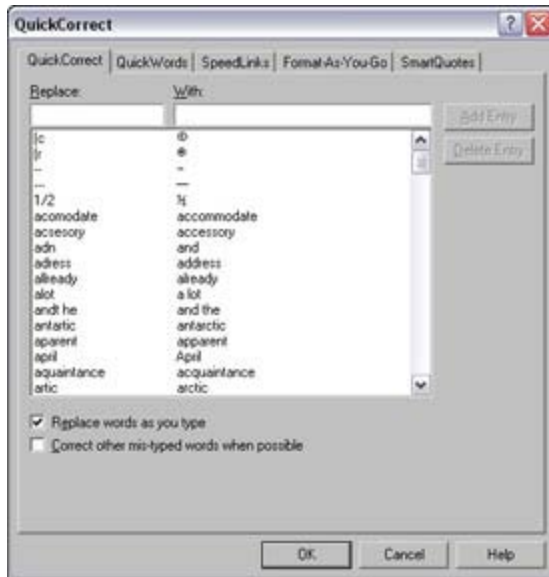 QuickCorrect
QuickCorrect QuickWords SpeedLinks Format-As-You-Go SmartQuotes
Replace: With:
Add Entry
Delete Entry
(c ©
(r ®
-- –
--- —
1/2 ½
acomodate accommodate
acsesory accessory
adn and
adress address
allready already
alot a lot
andt he and the
antartic antarctic
aparent apparent
april April
aquaintance acquaintance
artic arctic
Replace words as you type
Correct other mis-typed words when possible
OK Cancel Help